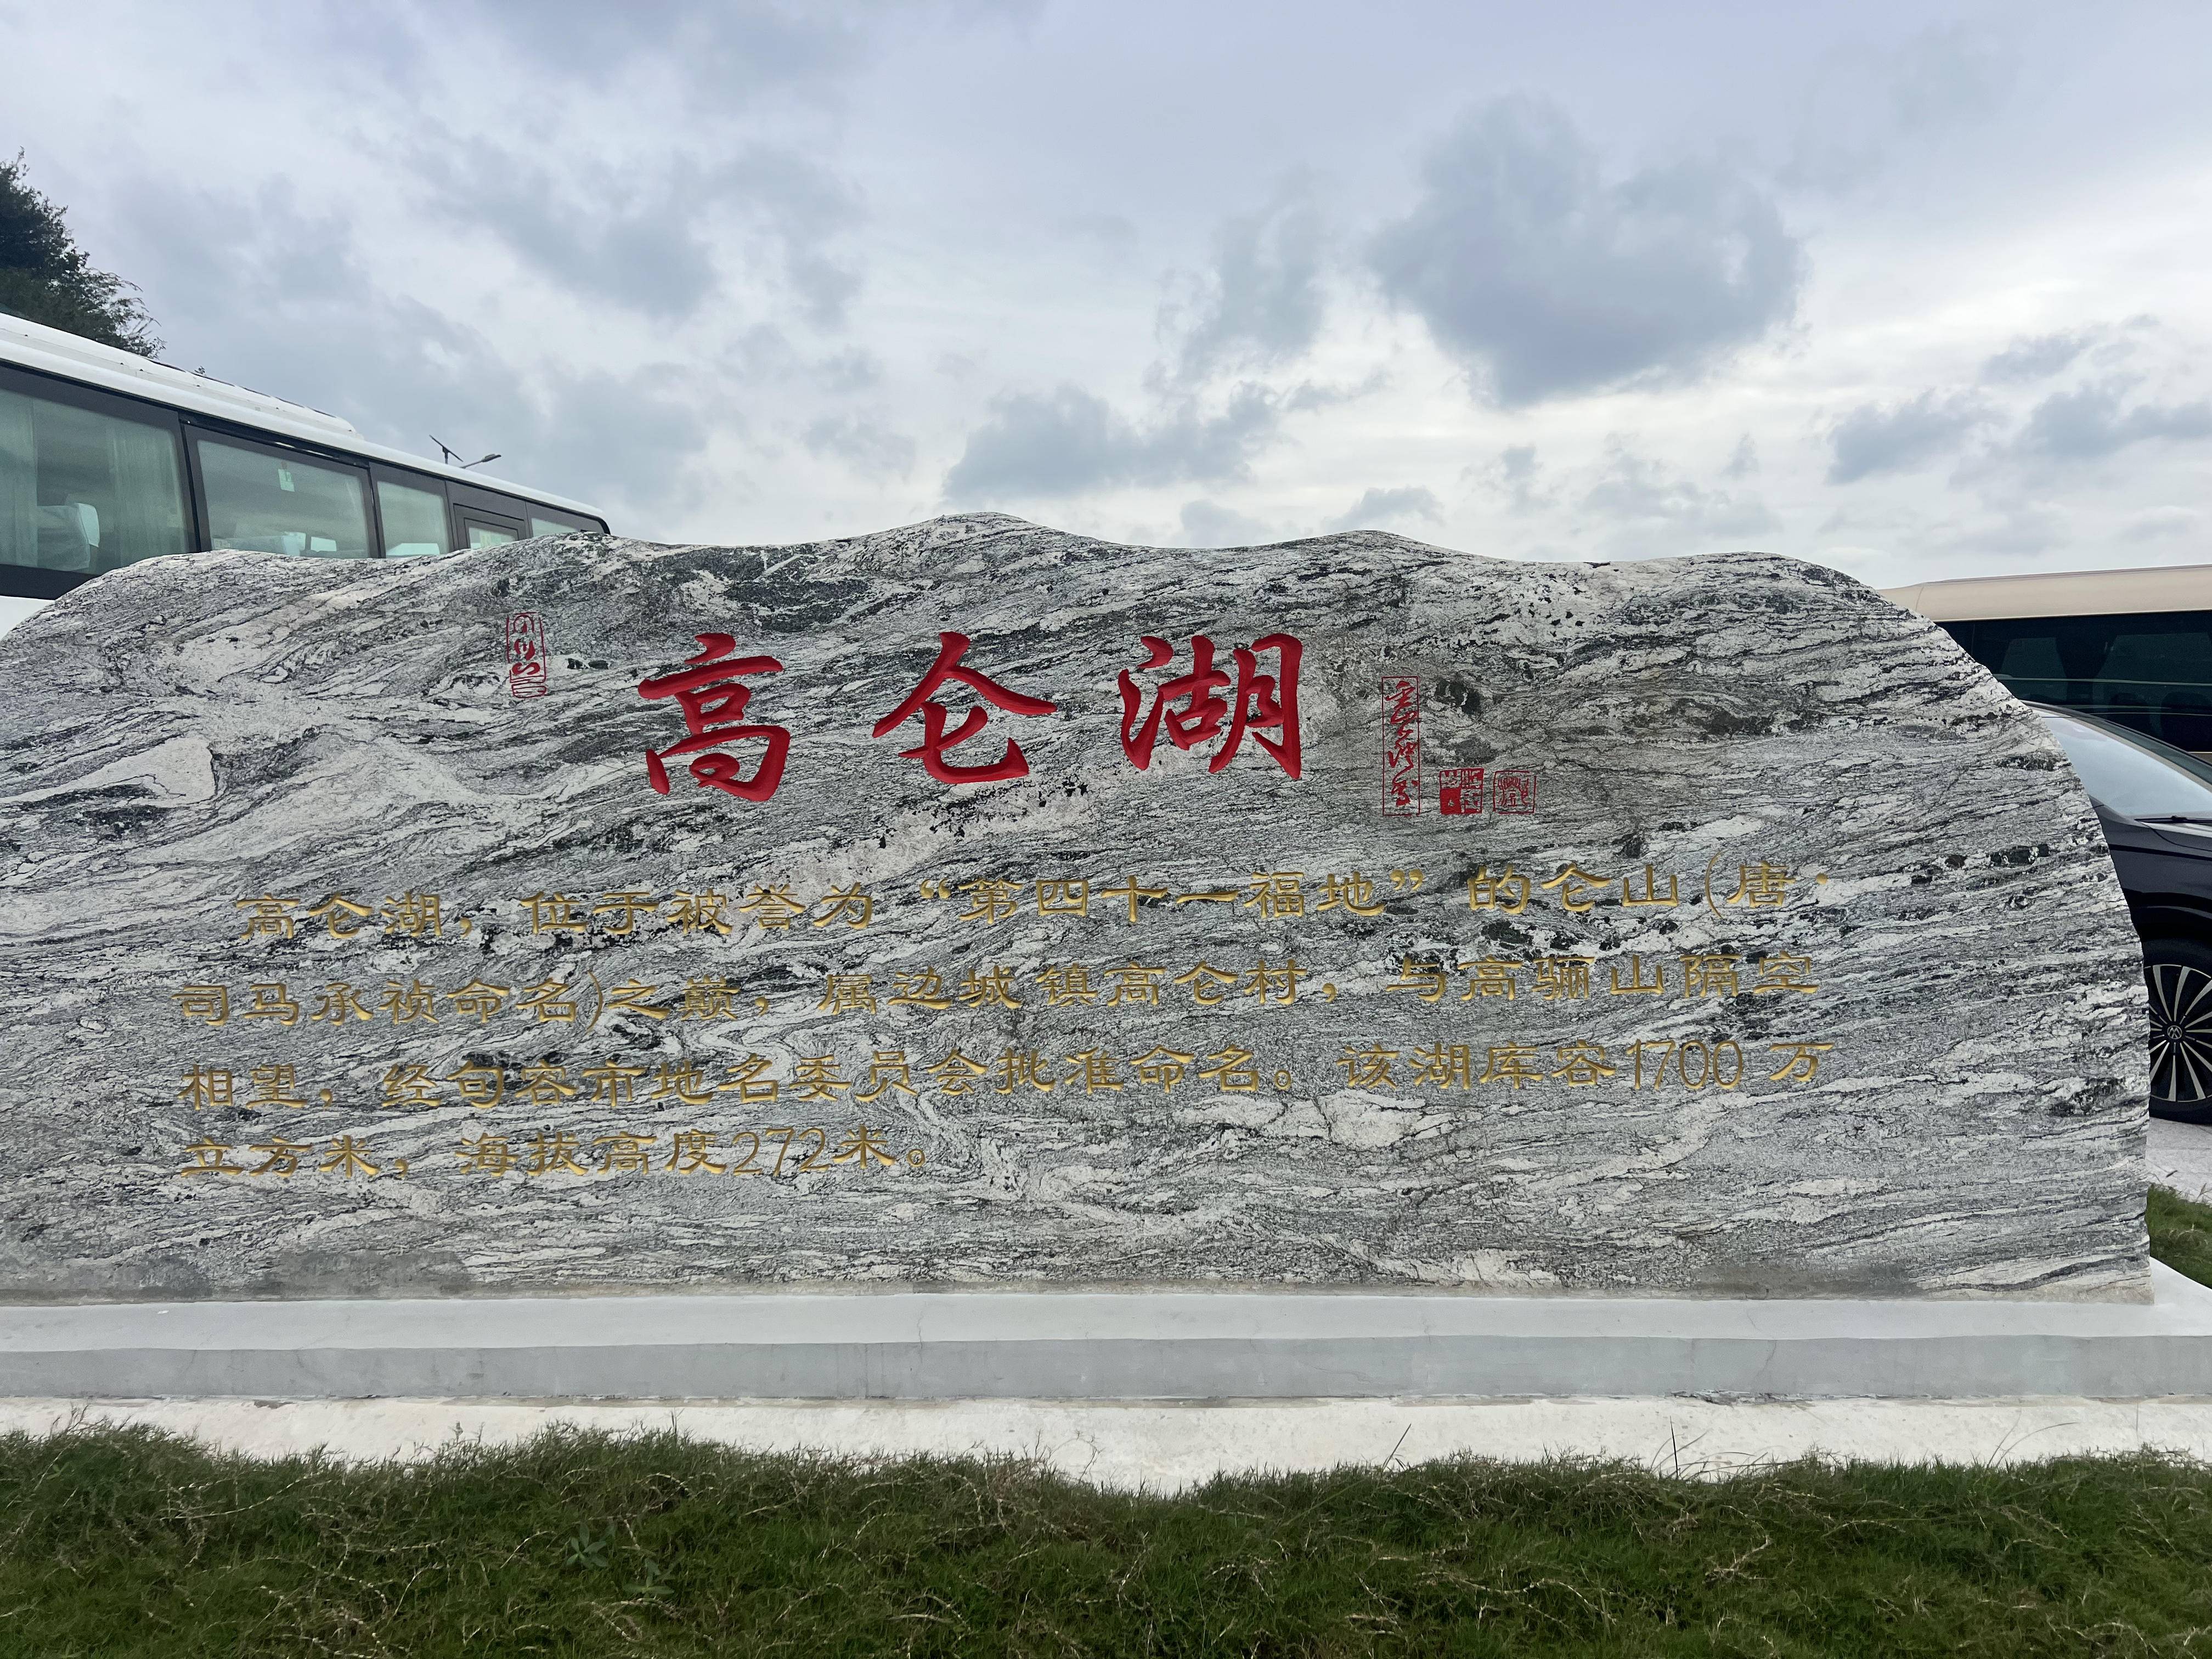 高仑湖
高仑湖，位于被誉为“第四十一福地”的仑山（唐·
司马承祯命名）之巅，属边城镇高仑村，与高骊山隔空
相望，经句容市地名委员会批准命名。该湖库容1700万
立方米，海拔高度272米。